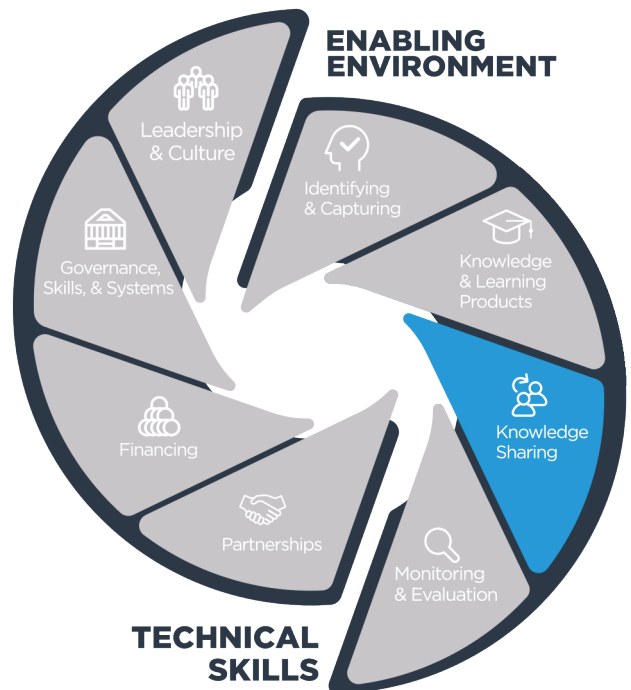 ENABLING
ENVIRONMENT
Leadership
& Culture
Identifying
& Capturing
Governance,
Skills, & Systems
Knowledge
& Learning
Products
Financing
Knowledge
Sharing
Partnerships
Monitoring
& Evaluation
TECHNICAL
SKILLS